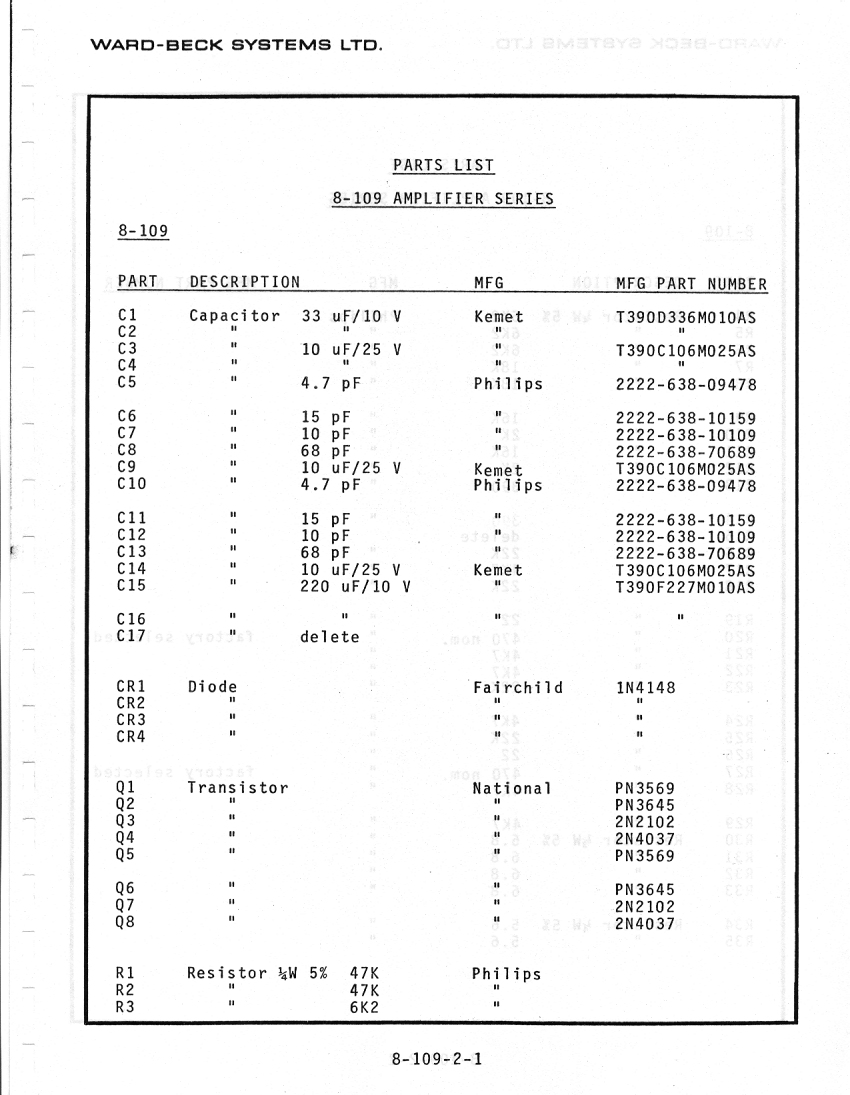 WARD-BECK SYSTEMS LTD.
PARTS LIST
8-109 AMPLIFIER SERIES
8-109
PART DESCRIPTION MFG MFG PART NUMBER
C1 Capacitor 33 uF/10 V Kemet T390D336M010AS
C2 " " " "
C3 " 10 uF/25 V " T390C106M025AS
C4 " " " "
C5 " 4.7 pF Philips 2222-638-09478
C6 " 15 pF " 2222-638-10159
C7 " 10 pF " 2222-638-10109
C8 " 68 pF " 2222-638-70689
C9 " 10 uF/25 V Kemet T390C106M025AS
C10 " 4.7 pF Philips 2222-638-09478
C11 " 15 pF " 2222-638-10159
C12 " 10 pF " 2222-638-10109
C13 " 68 pF " 2222-638-70689
C14 " 10 uF/25 V Kemet T390C106M025AS
C15 " 220 uF/10 V " T390F227M010AS
C16 " " " "
C17 " delete
CR1 Diode Fairchild 1N4148
CR2 " " "
CR3 " " "
CR4 " " "
Q1 Transistor National PN3569
Q2 " " PN3645
Q3 " " 2N2102
Q4 " " 2N4037
Q5 " " PN3569
Q6 " " PN3645
Q7 " " 2N2102
Q8 " " 2N4037
R1 Resistor ¼W 5% 47K Philips
R2 " 47K "
R3 " 6K2 "
8-109-2-1